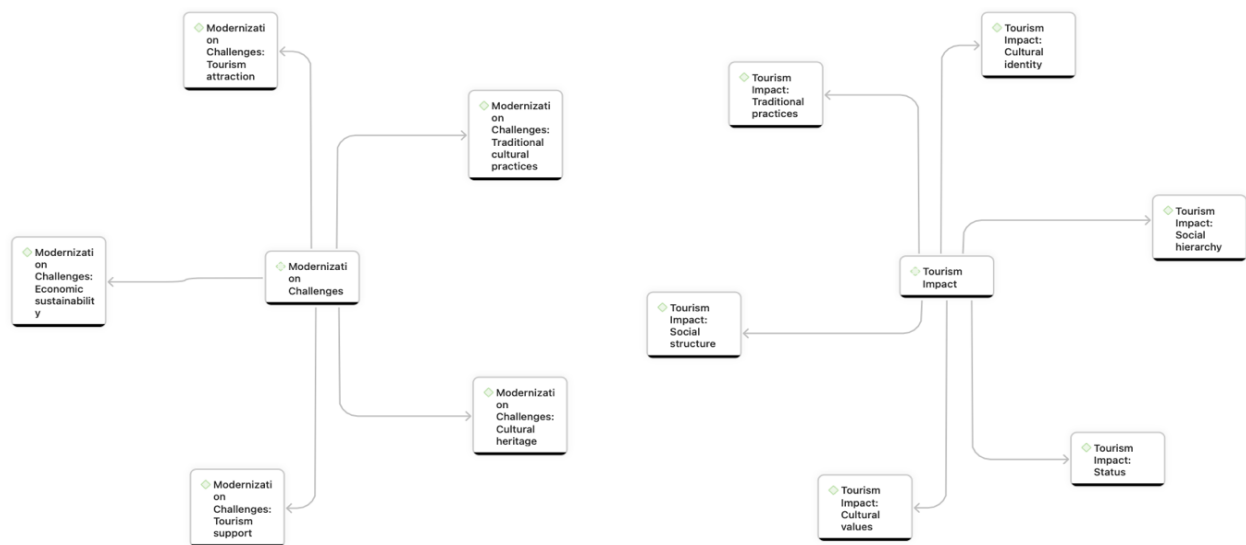 Modernizati
on
Challenges:
Tourism
attraction
Modernizati
on
Challenges:
Traditional
cultural
practices
Modernizati
on
Challenges:
Economic
sustainabilit
y
Modernizati
on
Challenges
Modernizati
on
Challenges:
Cultural
heritage
Modernizati
on
Challenges:
Tourism
support
Tourism
Impact:
Cultural
identity
Tourism
Impact:
Traditional
practices
Tourism
Impact:
Social
hierarchy
Tourism
Impact
Tourism
Impact:
Social
structure
Tourism
Impact:
Status
Tourism
Impact:
Cultural
values